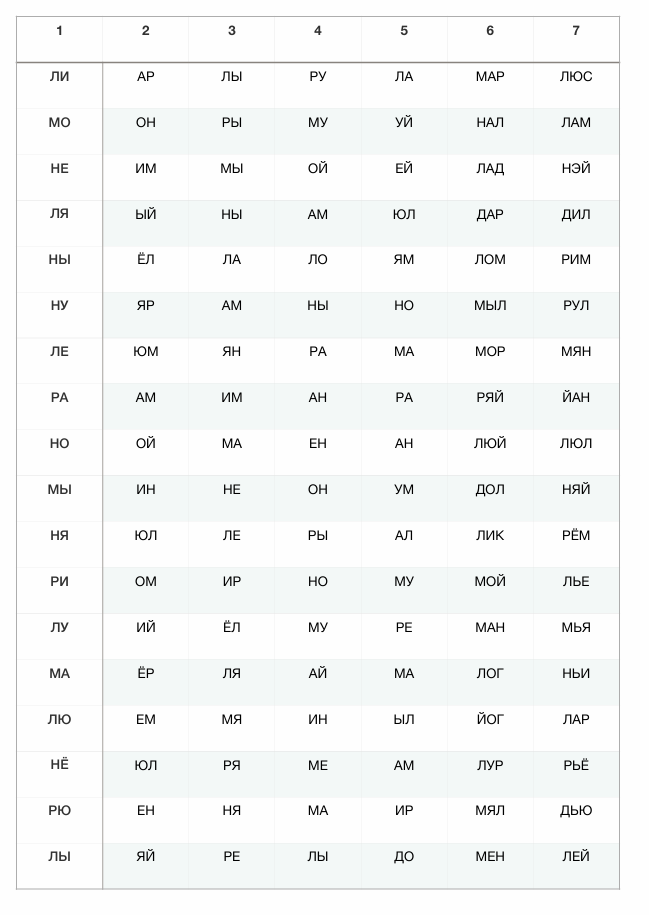 1 2 3 4 5 6 7
ЛИ АР ЛЫ РУ ЛА МАР ЛЮС
МО ОН РЫ МУ УЙ НАЛ ЛАМ
НЕ ИМ МЫ ОЙ ЕЙ ЛАД НЭЙ
ЛЯ ЫЙ НЫ АМ ЮЛ ДАР ДИЛ
НЫ ЁЛ ЛА ЛО ЯМ ЛОМ РИМ
НУ ЯР АМ НЫ НО МЫЛ РУЛ
ЛЕ ЮМ ЯН РА МА МОР МЯН
РА АМ ИМ АН РА РЯЙ ЙАН
НО ОЙ МА ЕН АН ЛЮЙ ЛЮЛ
МЫ ИН НЕ ОН УМ ДОЛ НЯЙ
НЯ ЮЛ ЛЕ РЫ АЛ ЛИК РЁМ
РИ ОМ ИР НО МУ МОЙ ЛЬЕ
ЛУ ИЙ ЁЛ МУ РЕ МАН МЬЯ
МА ЁР ЛЯ АЙ МА ЛОГ НЬИ
ЛЮ ЕМ МЯ ИН ЫЛ ЙОГ ЛАР
НЁ ЮЛ РЯ МЕ АМ ЛУР РЬЁ
РЮ ЕН НЯ МА ИР МЯЛ ДЬЮ
ЛЫ ЯЙ РЕ ЛЫ ДО МЕН ЛЕЙ